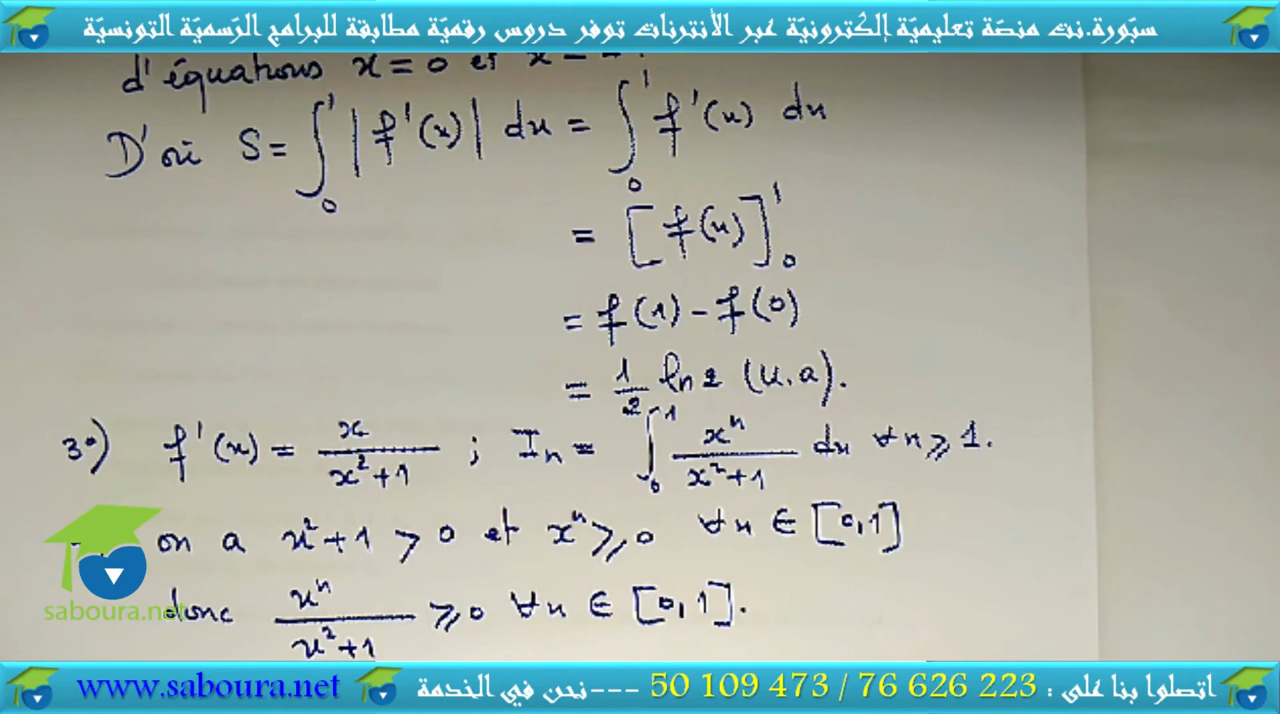 سبّورة.نت منصّة تعليميّة إلكترونيّة عبر الأنترنات توفر دروس رقميّة مطابقة للبرامج الرّسميّة التونسيّة
d'équations x = 0 et x =
D'où S = ∫₀¹ |f'(x)| dx = ∫₀¹ f'(x) dx
= [f(x)]₀¹
= f(1) - f(0)
= 1/2 ln 2 (u.a).
3°) f'(x) = x/(x²+1) ; Iₙ = ∫₀¹ xⁿ/(x²+1) dx ∀n ⩾ 1.
on a x²+1 > 0 et xⁿ ⩾ 0 ∀x ∈ [0,1]
donc xⁿ/(x²+1) ⩾ 0 ∀x ∈ [0,1].
saboura.net
www.saboura.net اتصلوا بنا على : 223 626 76 / 473 109 50 ---نحن في الخدمة